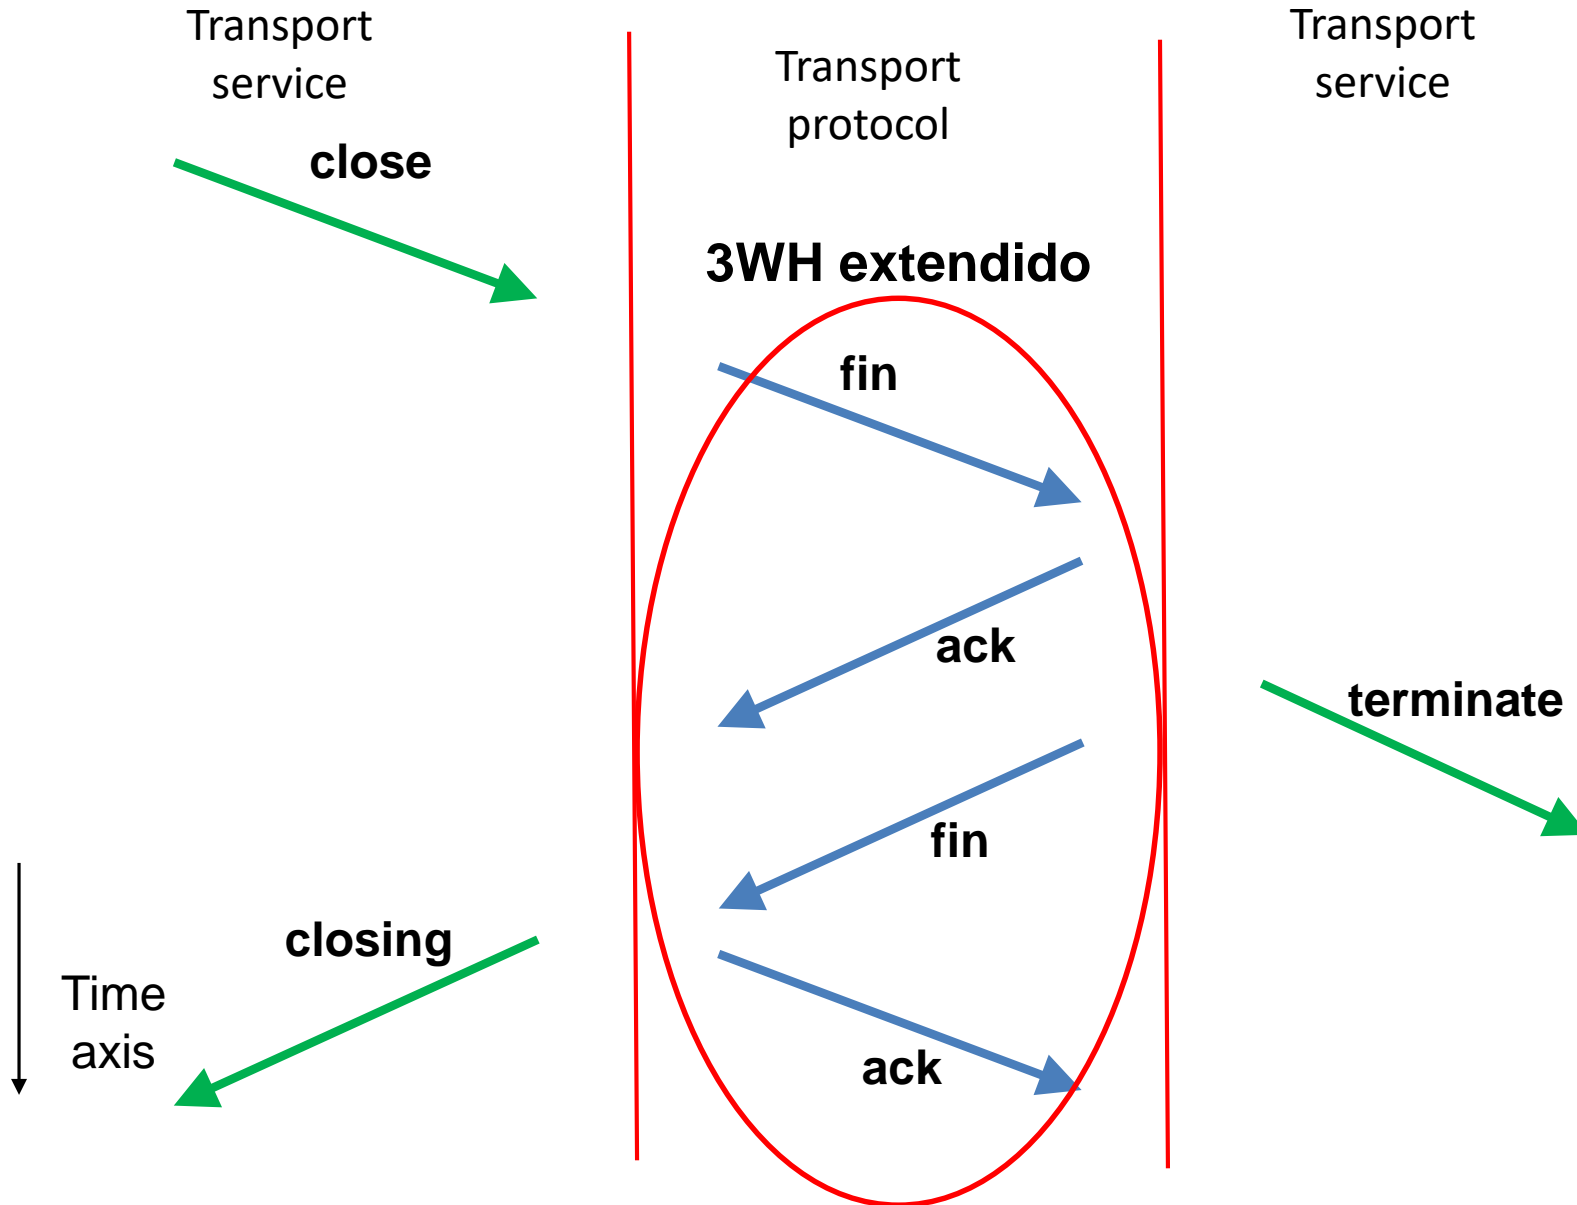 Transport
service
Transport
protocol
Transport
service
close
3WH extendido
fin
ack
terminate
fin
closing
Time
axis
ack